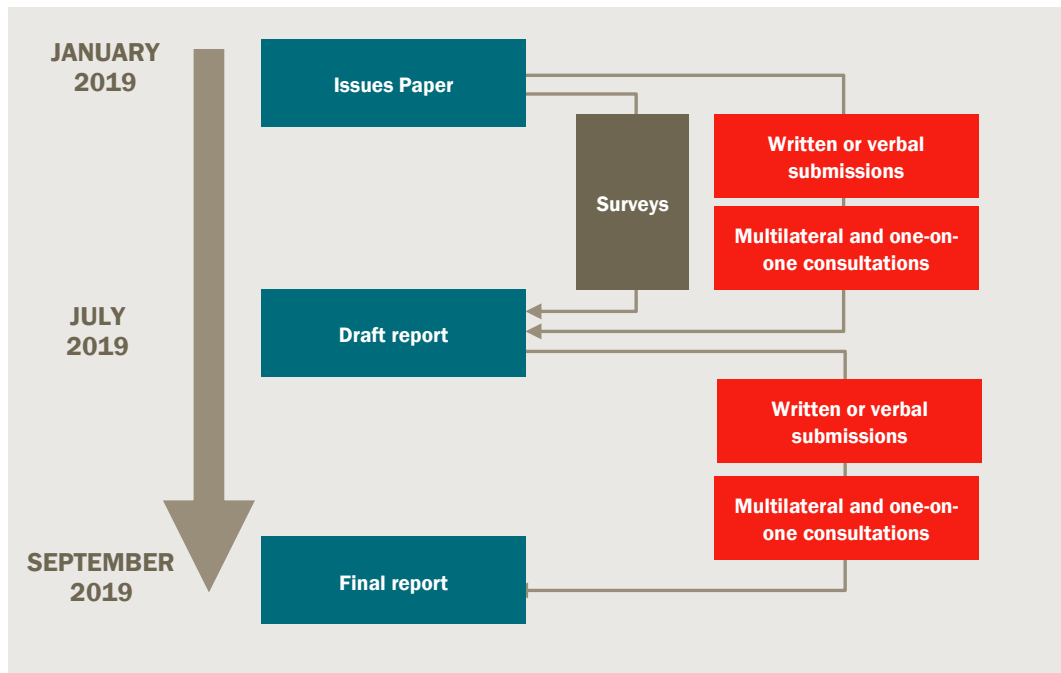 JANUARY
2019
Issues Paper
Written or verbal
submissions
Surveys
Multilateral and one-on-
one consultations
JULY
2019
Draft report
Written or verbal
submissions
Multilateral and one-on-
one consultations
SEPTEMBER
2019
Final report